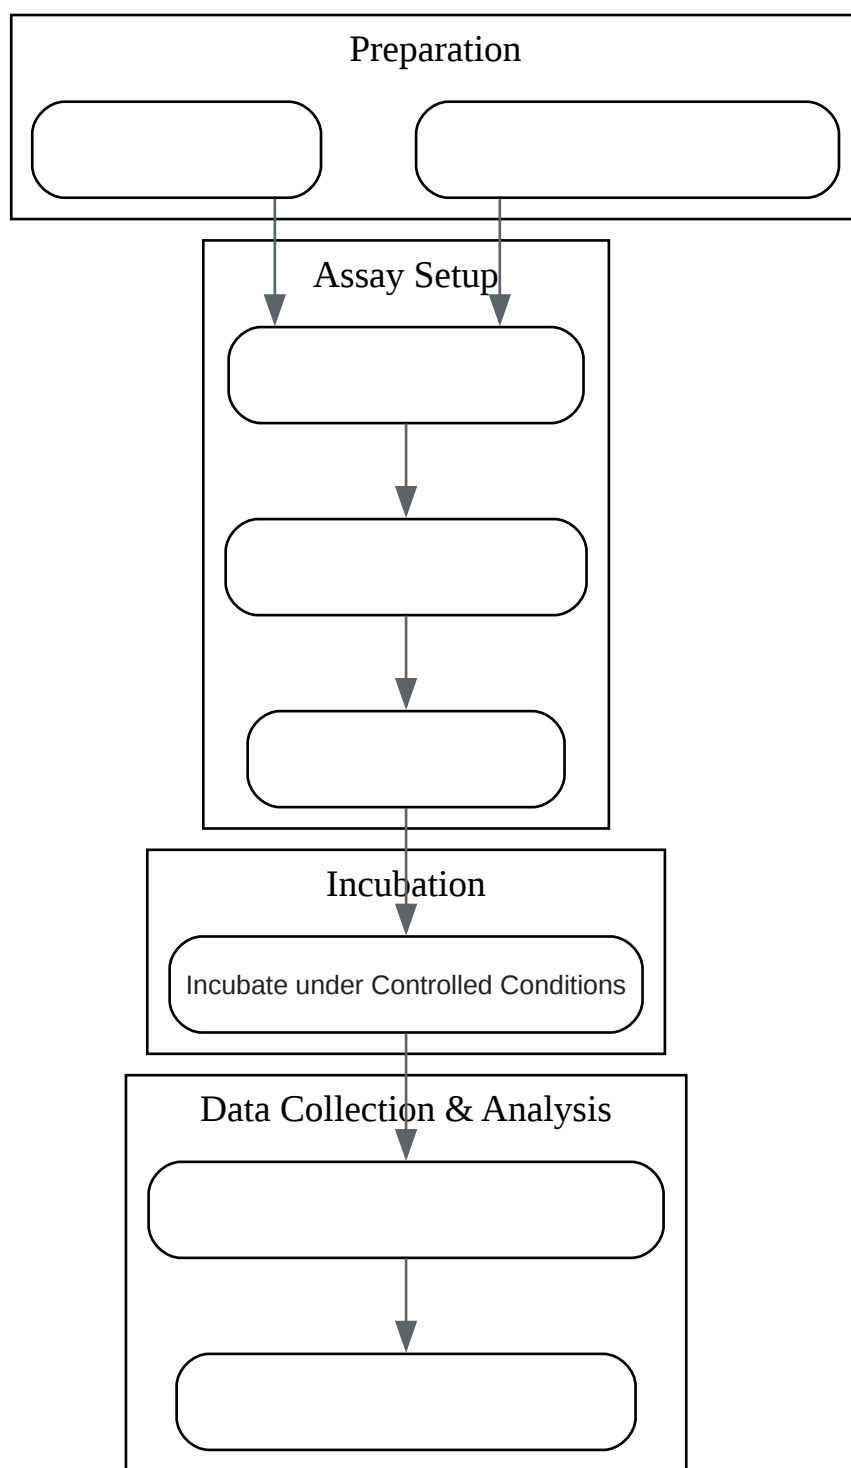 Preparation
Assay Setup
Incubation
Incubate under Controlled Conditions
Data Collection & Analysis